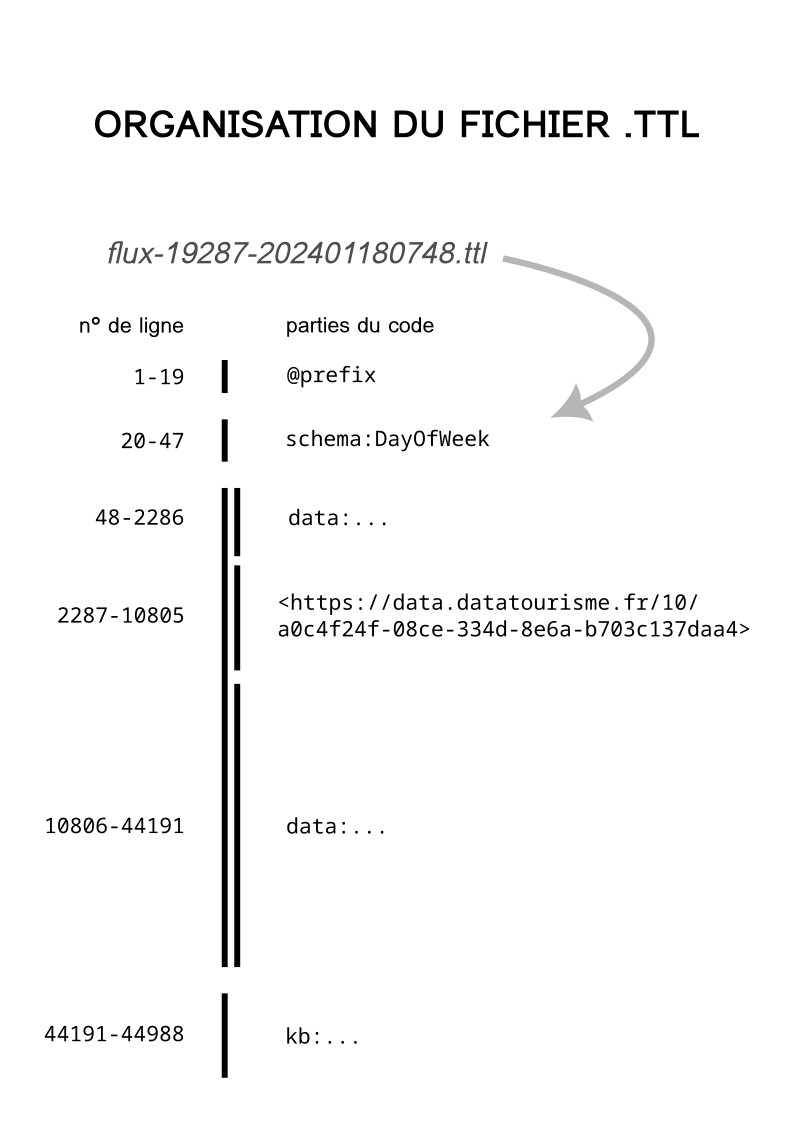 ORGANISATION DU FICHIER .TTL
flux-19287-202401180748.ttl
n° de ligne parties du code
1-19 @prefix
20-47 schema:DayOfWeek
48-2286 data:...
2287-10805 <https://data.datatourisme.fr/10/
a0c4f24f-08ce-334d-8e6a-b703c137daa4>
10806-44191 data:...
44191-44988 kb:...